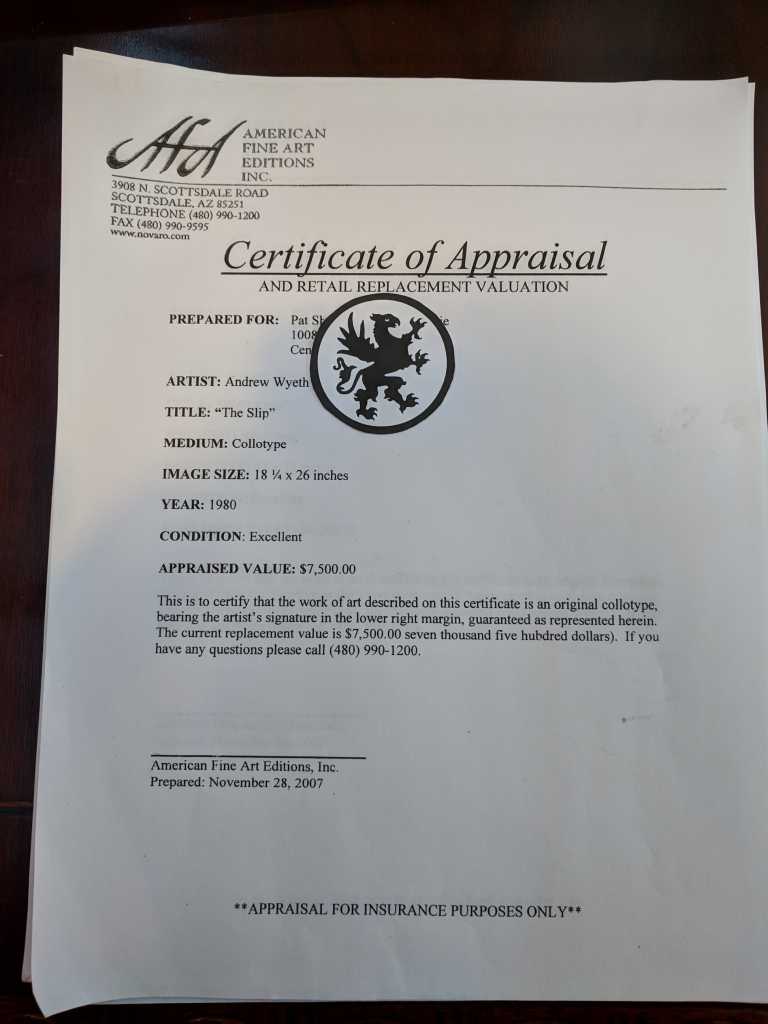 AfA
AMERICAN
FINE ART
EDITIONS
INC.
3908 N. SCOTTSDALE ROAD
SCOTTSDALE, AZ 85251
TELEPHONE (480) 990-1200
FAX (480) 990-9595
www.novaro.com
Certificate of Appraisal
AND RETAIL REPLACEMENT VALUATION
PREPARED FOR: Pat
1008
ARTIST: Andrew Wyeth
TITLE: “The Slip”
MEDIUM: Collotype
IMAGE SIZE: 18 ¼ x 26 inches
YEAR: 1980
CONDITION: Excellent
APPRAISED VALUE: $7,500.00
This is to certify that the work of art described on this certificate is an original collotype,
bearing the artist’s signature in the lower right margin, guaranteed as represented herein.
The current replacement value is $7,500.00 seven thousand five hubdred dollars). If you
have any questions please call (480) 990-1200.
American Fine Art Editions, Inc.
Prepared: November 28, 2007
**APPRAISAL FOR INSURANCE PURPOSES ONLY**